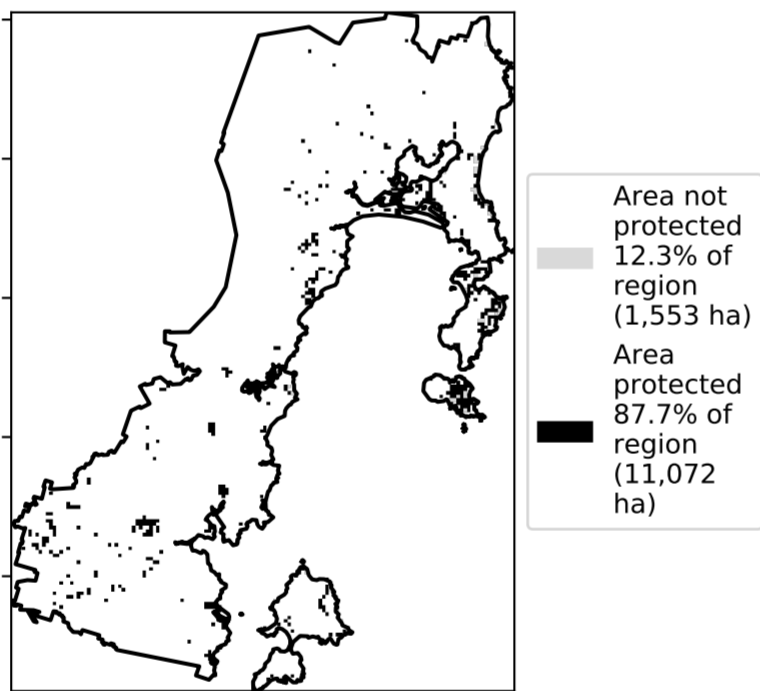 Area not
protected
12.3% of
region
(1,553 ha)
Area
protected
87.7% of
region
(11,072
ha)